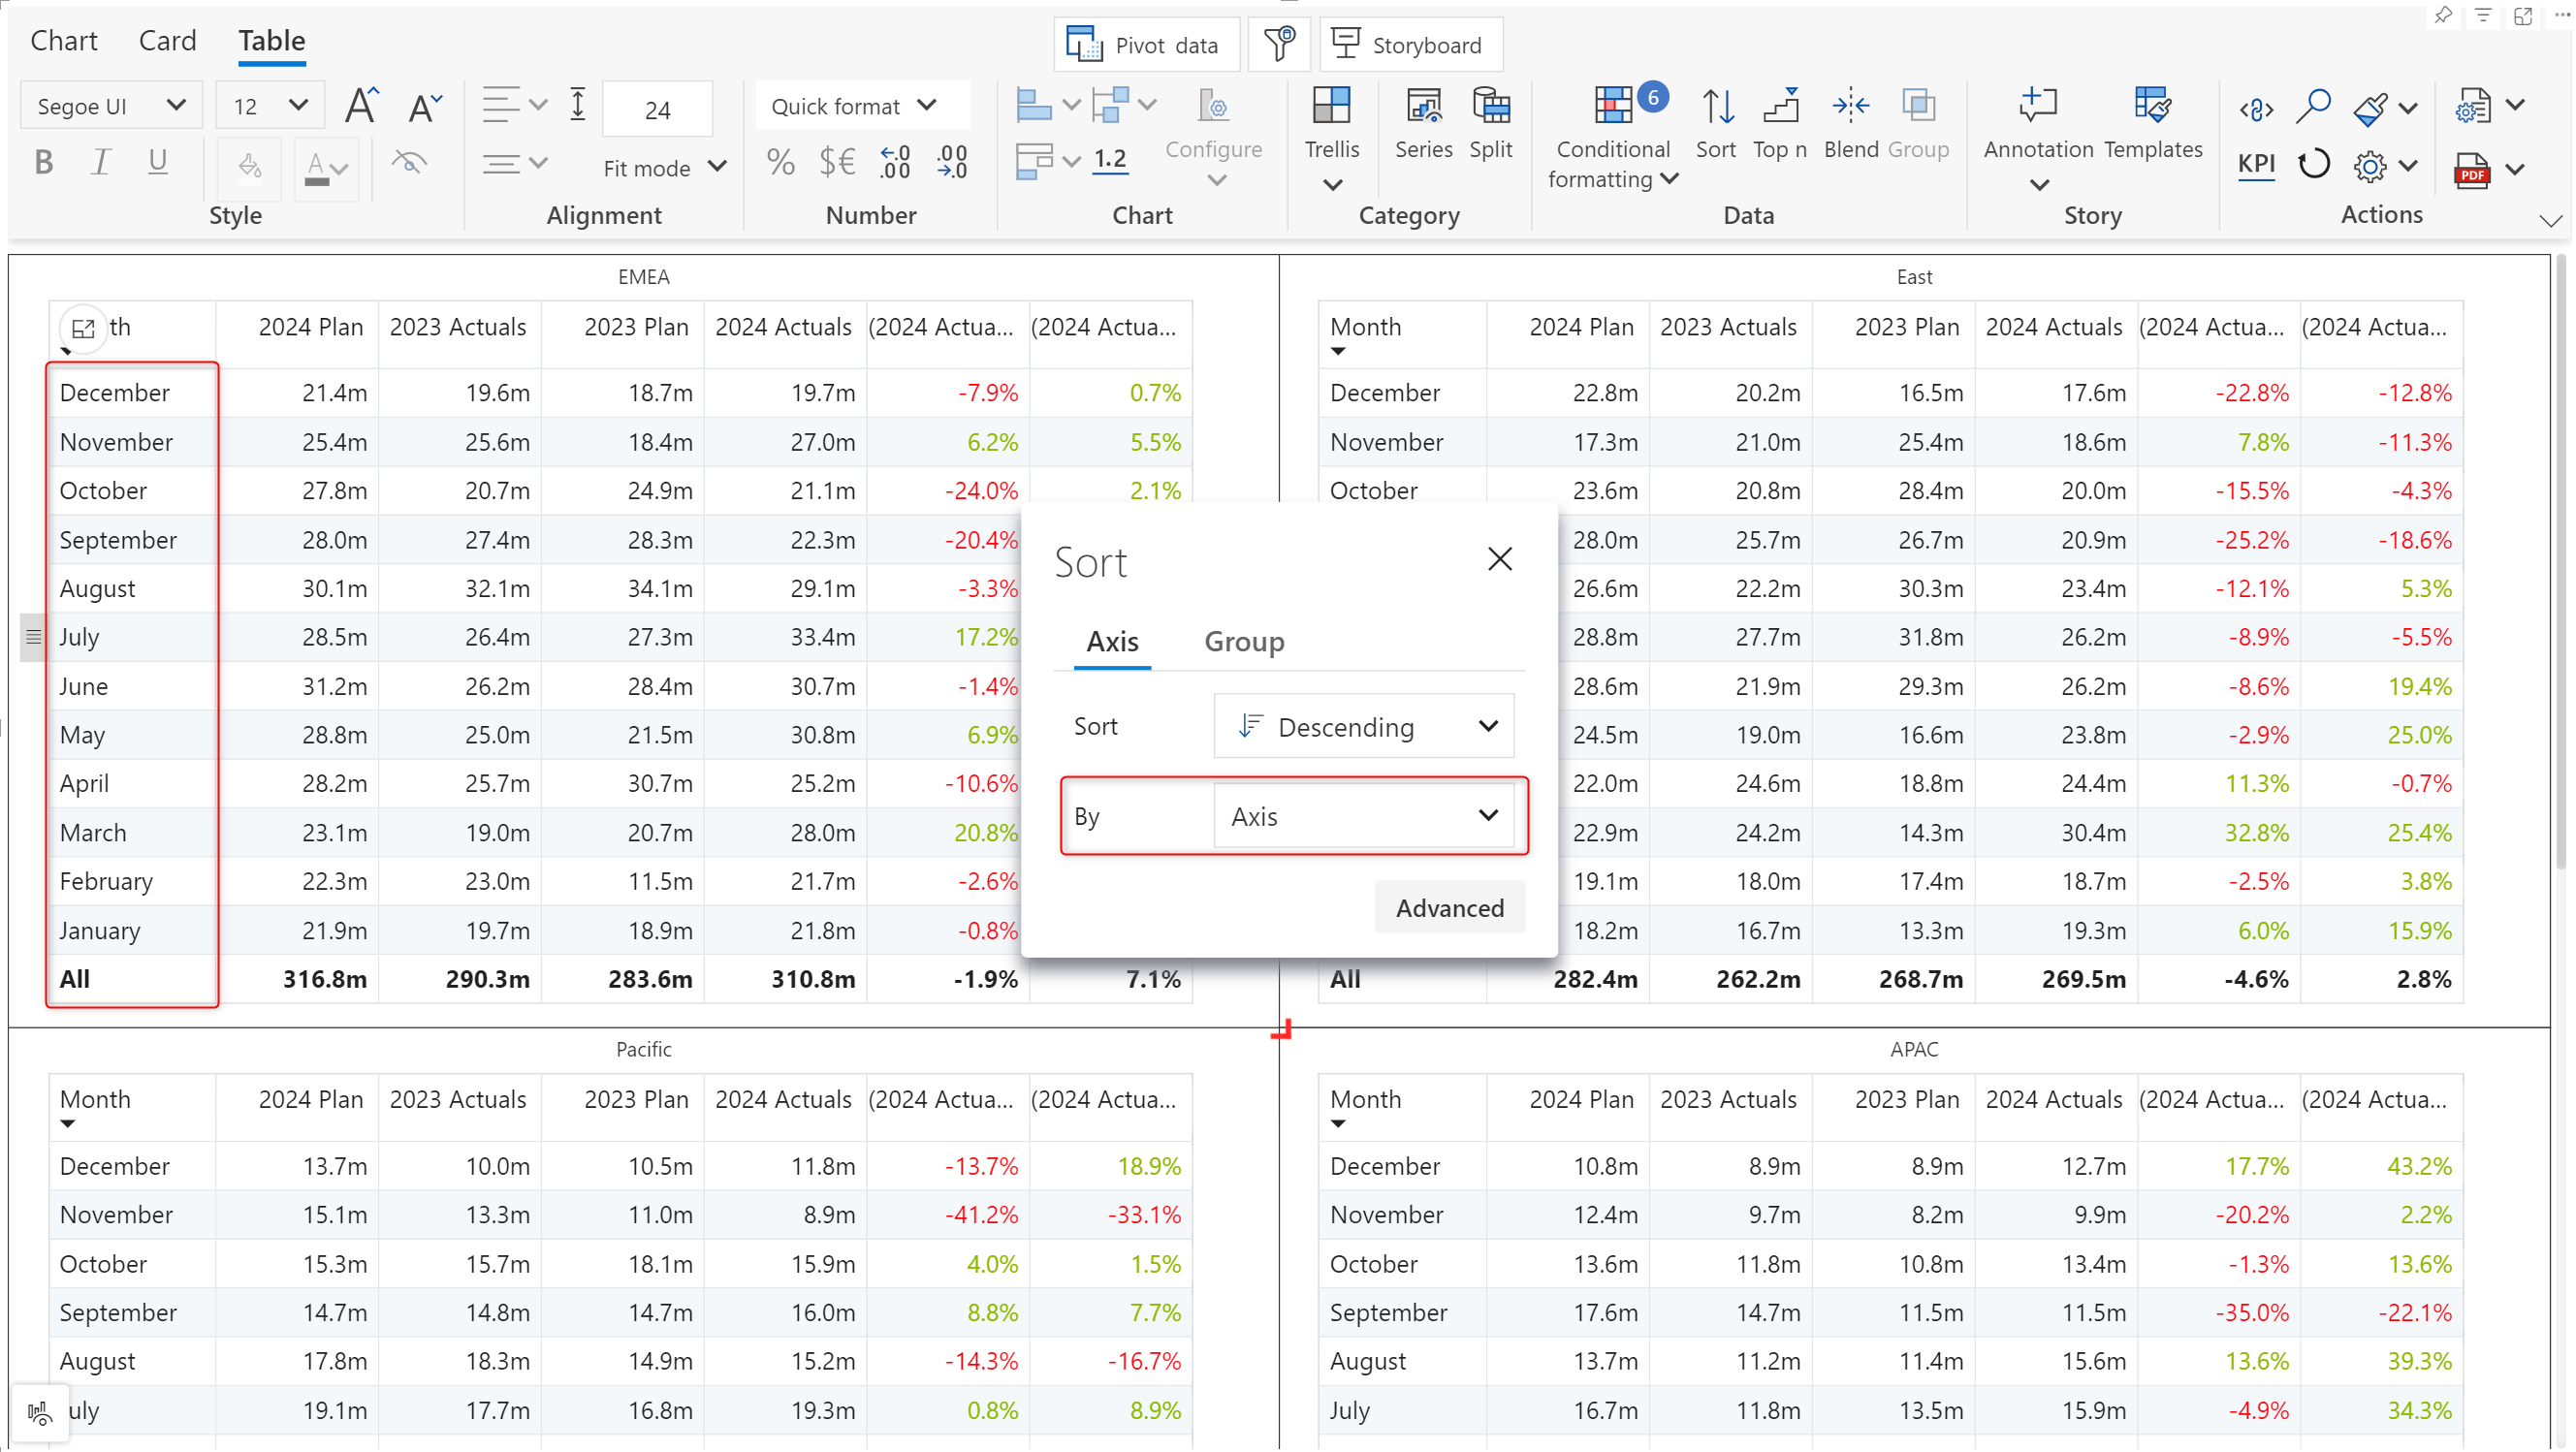 Chart Card Table
Pivot data Storyboard
Segoe UI 12 24 Quick format
Fit mode
B I U A % $€ .0 .00 .00 .0 1.2
Configure Trellis Series Split
Conditional formatting 6 Sort Top n Blend Group
Annotation Templates KPI PDF
Style Alignment Number Chart Category Data Story Actions
EMEA
th 2024 Plan 2023 Actuals 2023 Plan 2024 Actuals (2024 Actua... (2024 Actua...
December 21.4m 19.6m 18.7m 19.7m -7.9% 0.7%
November 25.4m 25.6m 18.4m 27.0m 6.2% 5.5%
October 27.8m 20.7m 24.9m 21.1m -24.0% 2.1%
September 28.0m 27.4m 28.3m 22.3m -20.4%
August 30.1m 32.1m 34.1m 29.1m -3.3%
July 28.5m 26.4m 27.3m 33.4m 17.2%
June 31.2m 26.2m 28.4m 30.7m -1.4%
May 28.8m 25.0m 21.5m 30.8m 6.9%
April 28.2m 25.7m 30.7m 25.2m -10.6%
March 23.1m 19.0m 20.7m 28.0m 20.8%
February 22.3m 23.0m 11.5m 21.7m -2.6%
January 21.9m 19.7m 18.9m 21.8m -0.8%
All 316.8m 290.3m 283.6m 310.8m -1.9% 7.1%
East
Month 2024 Plan 2023 Actuals 2023 Plan 2024 Actuals (2024 Actua... (2024 Actua...
December 22.8m 20.2m 16.5m 17.6m -22.8% -12.8%
November 17.3m 21.0m 25.4m 18.6m 7.8% -11.3%
October 23.6m 20.8m 28.4m 20.0m -15.5% -4.3%
28.0m 25.7m 26.7m 20.9m -25.2% -18.6%
26.6m 22.2m 30.3m 23.4m -12.1% 5.3%
28.8m 27.7m 31.8m 26.2m -8.9% -5.5%
28.6m 21.9m 29.3m 26.2m -8.6% 19.4%
24.5m 19.0m 16.6m 23.8m -2.9% 25.0%
22.0m 24.6m 18.8m 24.4m 11.3% -0.7%
22.9m 24.2m 14.3m 30.4m 32.8% 25.4%
19.1m 18.0m 17.4m 18.7m -2.5% 3.8%
18.2m 16.7m 13.3m 19.3m 6.0% 15.9%
All 282.4m 262.2m 268.7m 269.5m -4.6% 2.8%
Sort
Axis Group
Sort Descending
By Axis
Advanced
Pacific
Month 2024 Plan 2023 Actuals 2023 Plan 2024 Actuals (2024 Actua... (2024 Actua...
December 13.7m 10.0m 10.5m 11.8m -13.7% 18.9%
November 15.1m 13.3m 11.0m 8.9m -41.2% -33.1%
October 15.3m 15.7m 18.1m 15.9m 4.0% 1.5%
September 14.7m 14.8m 14.7m 16.0m 8.8% 7.7%
August 17.8m 18.3m 14.9m 15.2m -14.3% -16.7%
uly 19.1m 17.7m 16.8m 19.3m 0.8% 8.9%
APAC
Month 2024 Plan 2023 Actuals 2023 Plan 2024 Actuals (2024 Actua... (2024 Actua...
December 10.8m 8.9m 8.9m 12.7m 17.7% 43.2%
November 12.4m 9.7m 8.2m 9.9m -20.2% 2.2%
October 13.6m 11.8m 10.8m 13.4m -1.3% 13.6%
September 17.6m 14.7m 11.5m 11.5m -35.0% -22.1%
August 13.7m 11.2m 11.4m 15.6m 13.6% 39.3%
July 16.7m 11.8m 13.5m 15.9m -4.9% 34.3%